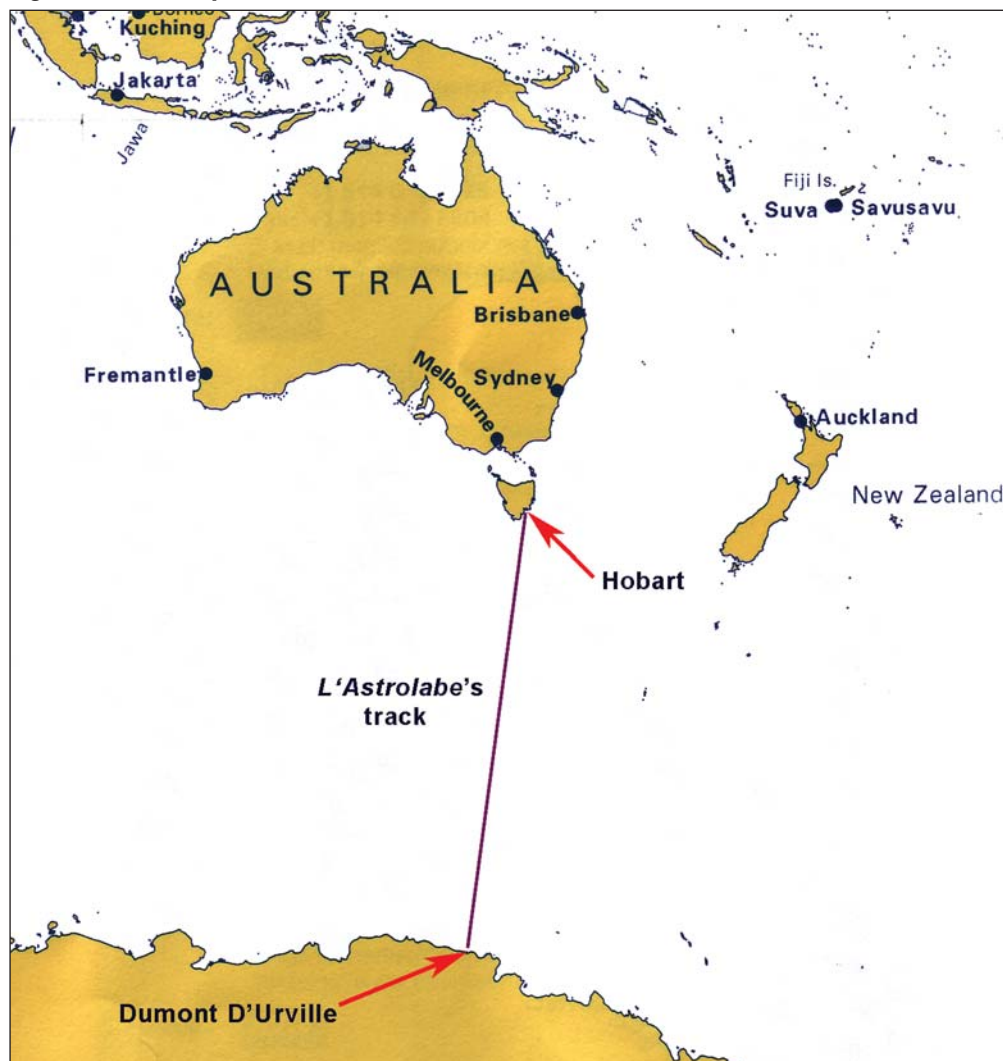 Borneo
Kuching
Jakarta
Jawa
Fiji Is.
Suva
Savusavu
AUSTRALIA
Brisbane
Fremantle
Melbourne
Sydney
Auckland
New Zealand
Hobart
L'Astrolabe's
track
Dumont D'Urville